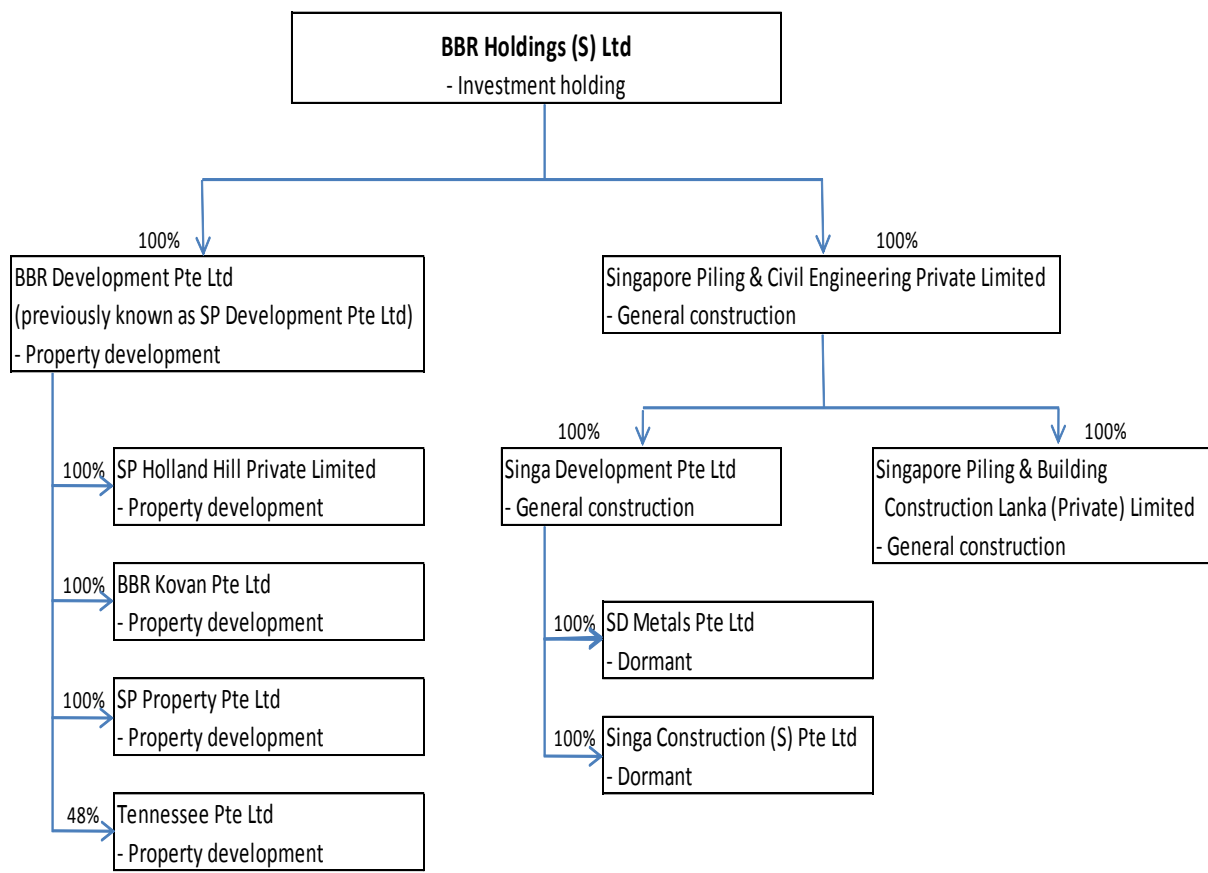 BBR Holdings (S) Ltd
- Investment holding
100%
100%
BBR Development Pte Ltd
(previously known as SP Development Pte Ltd)
- Property development
Singapore Piling & Civil Engineering Private Limited
- General construction
100%
SP Holland Hill Private Limited
- Property development
100%
BBR Kovan Pte Ltd
- Property development
100%
SP Property Pte Ltd
- Property development
48%
Tennessee Pte Ltd
- Property development
100%
100%
Singa Development Pte Ltd
- General construction
Singapore Piling & Building
Construction Lanka (Private) Limited
- General construction
100%
SD Metals Pte Ltd
- Dormant
100%
Singa Construction (S) Pte Ltd
- Dormant